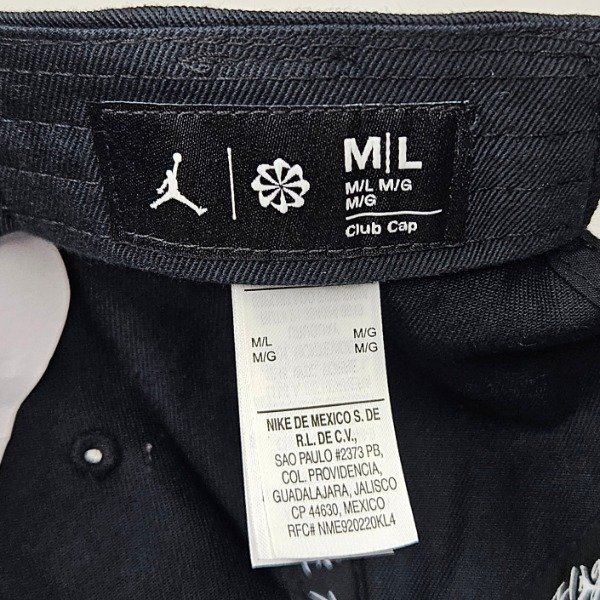 M|L
M/L M/G
M/G
Club Cap
M/L M/G
M/G M/G
NIKE DE MEXICO S. DE
R.L. DE C.V.,
SAO PAULO #2373 PB,
COL. PROVIDENCIA,
GUADALAJARA, JALISCO
CP 44630, MEXICO
RFC# NME920220KL4